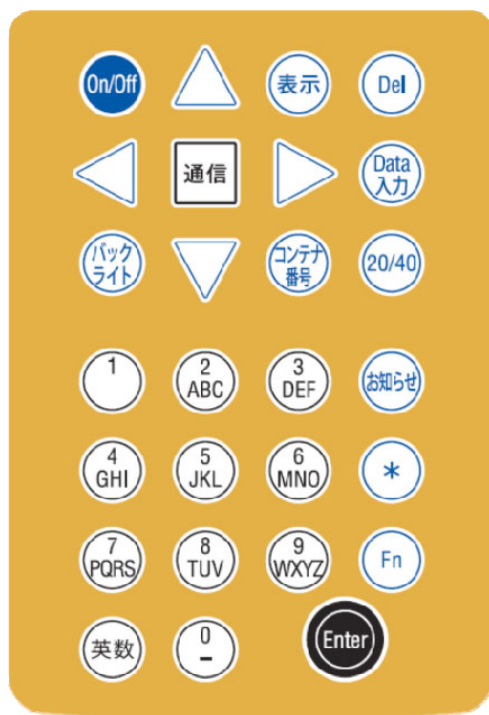 On/Off
表示
Del
通信
Data
入力
バック
ライト
コンテナ
番号
20/40
1
2
ABC
3
DEF
お知らせ
4
GHI
5
JKL
6
MNO
*
7
PQRS
8
TUV
9
WXYZ
Fn
英数
0
-
Enter